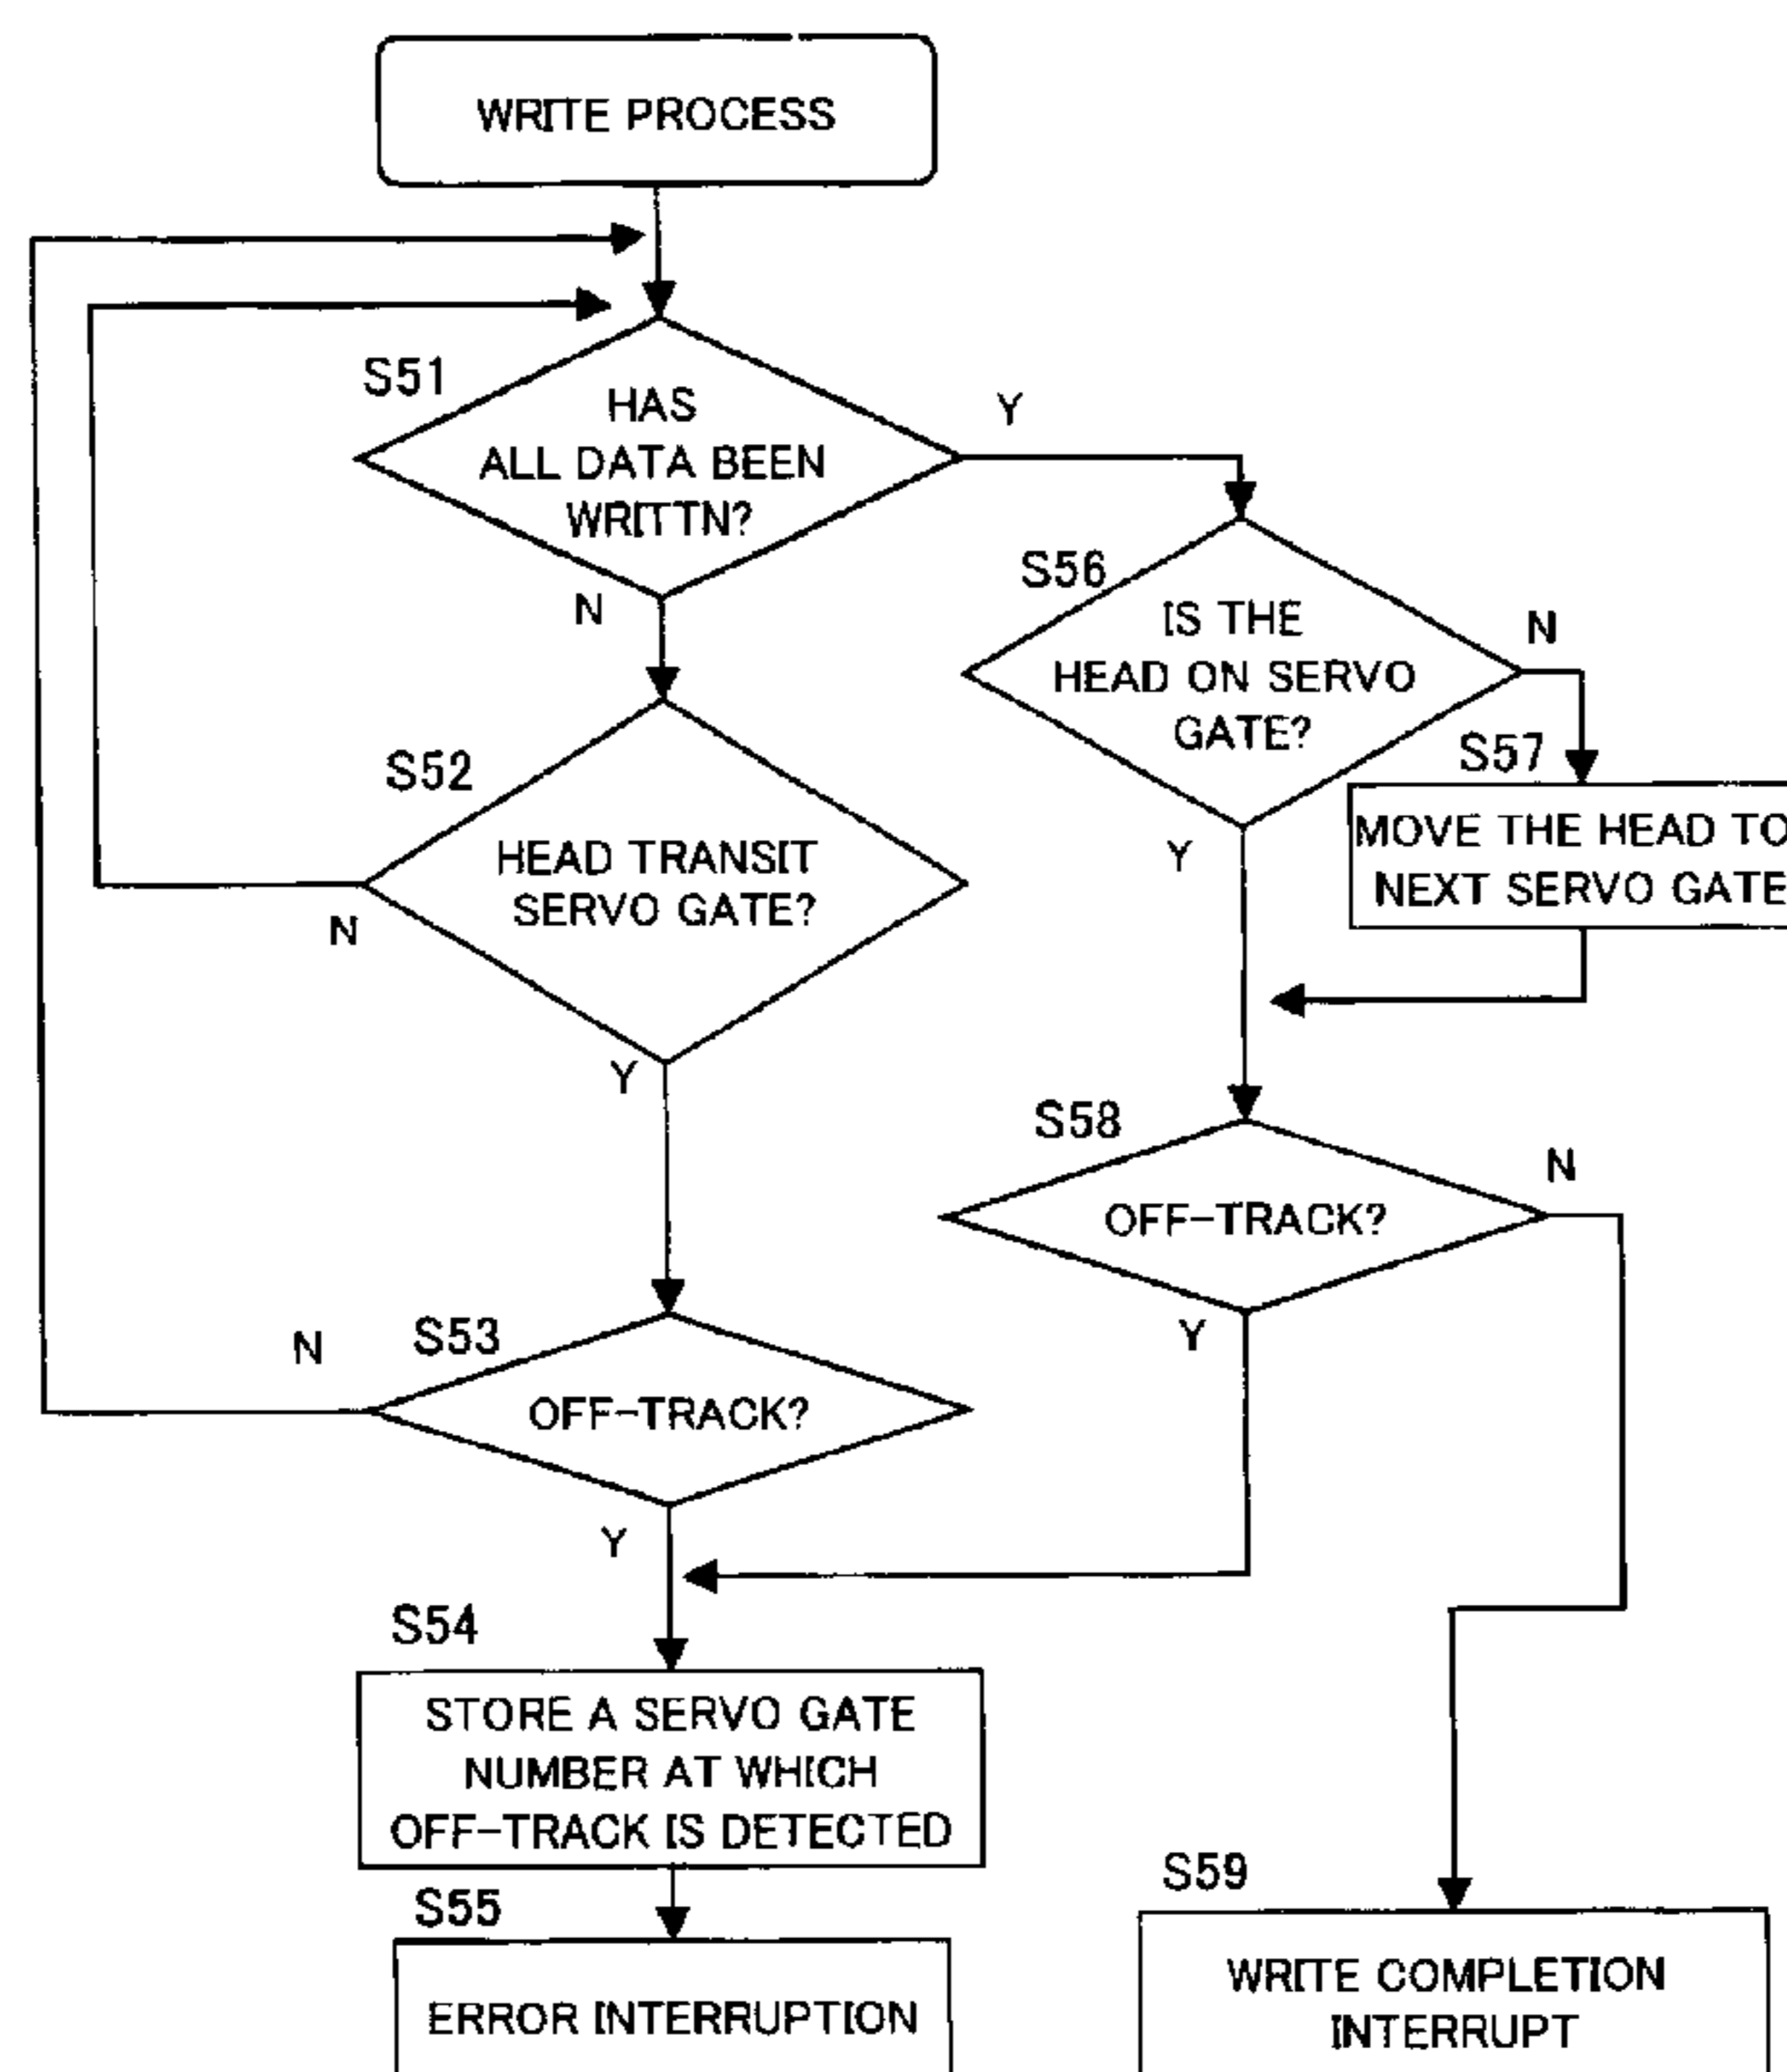 WRITE PROCESS
S51
HAS
ALL DATA BEEN
WRITTN?
Y
N
S56
IS THE
HEAD ON SERVO
GATE?
N
Y
S57
MOVE THE HEAD TO
NEXT SERVO GATE
S52
HEAD TRANSIT
SERVO GATE?
N
Y
S58
OFF-TRACK?
N
Y
S53
OFF-TRACK?
N
Y
S54
STORE A SERVO GATE
NUMBER AT WHICH
OFF-TRACK IS DETECTED
S55
ERROR INTERRUPTION
S59
WRITE COMPLETION
INTERRUPT